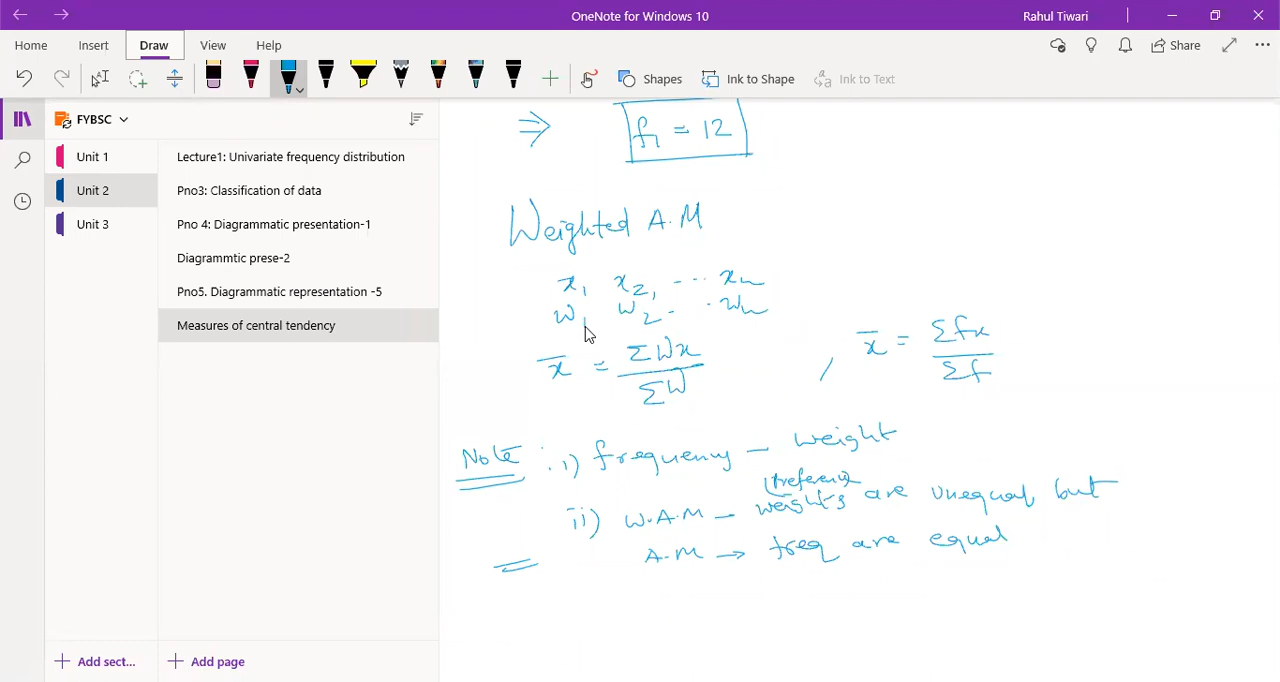 OneNote for Windows 10
Rahul Tiwari
Home Insert Draw View Help
Share
Shapes Ink to Shape Ink to Text
FYBSC
Unit 1
Unit 2
Unit 3
Lecture1: Univariate frequency distribution
Pno3: Classification of data
Pno 4: Diagrammatic presentation-1
Diagrammtic prese-2
Pno5. Diagrammatic representation -5
Measures of central tendency
Add sect...
Add page
⇒ f₁ = 12
Weighted A.M
x₁ x₂, ... xₙ
w₁ w₂ . . wₙ
x̄ = ΣWx / ΣW , x̄ = Σfx / Σf
Note :. i) frequency – weight
(frequency
ii) W.A.M – weights are unequal but
A.M → freq are equal